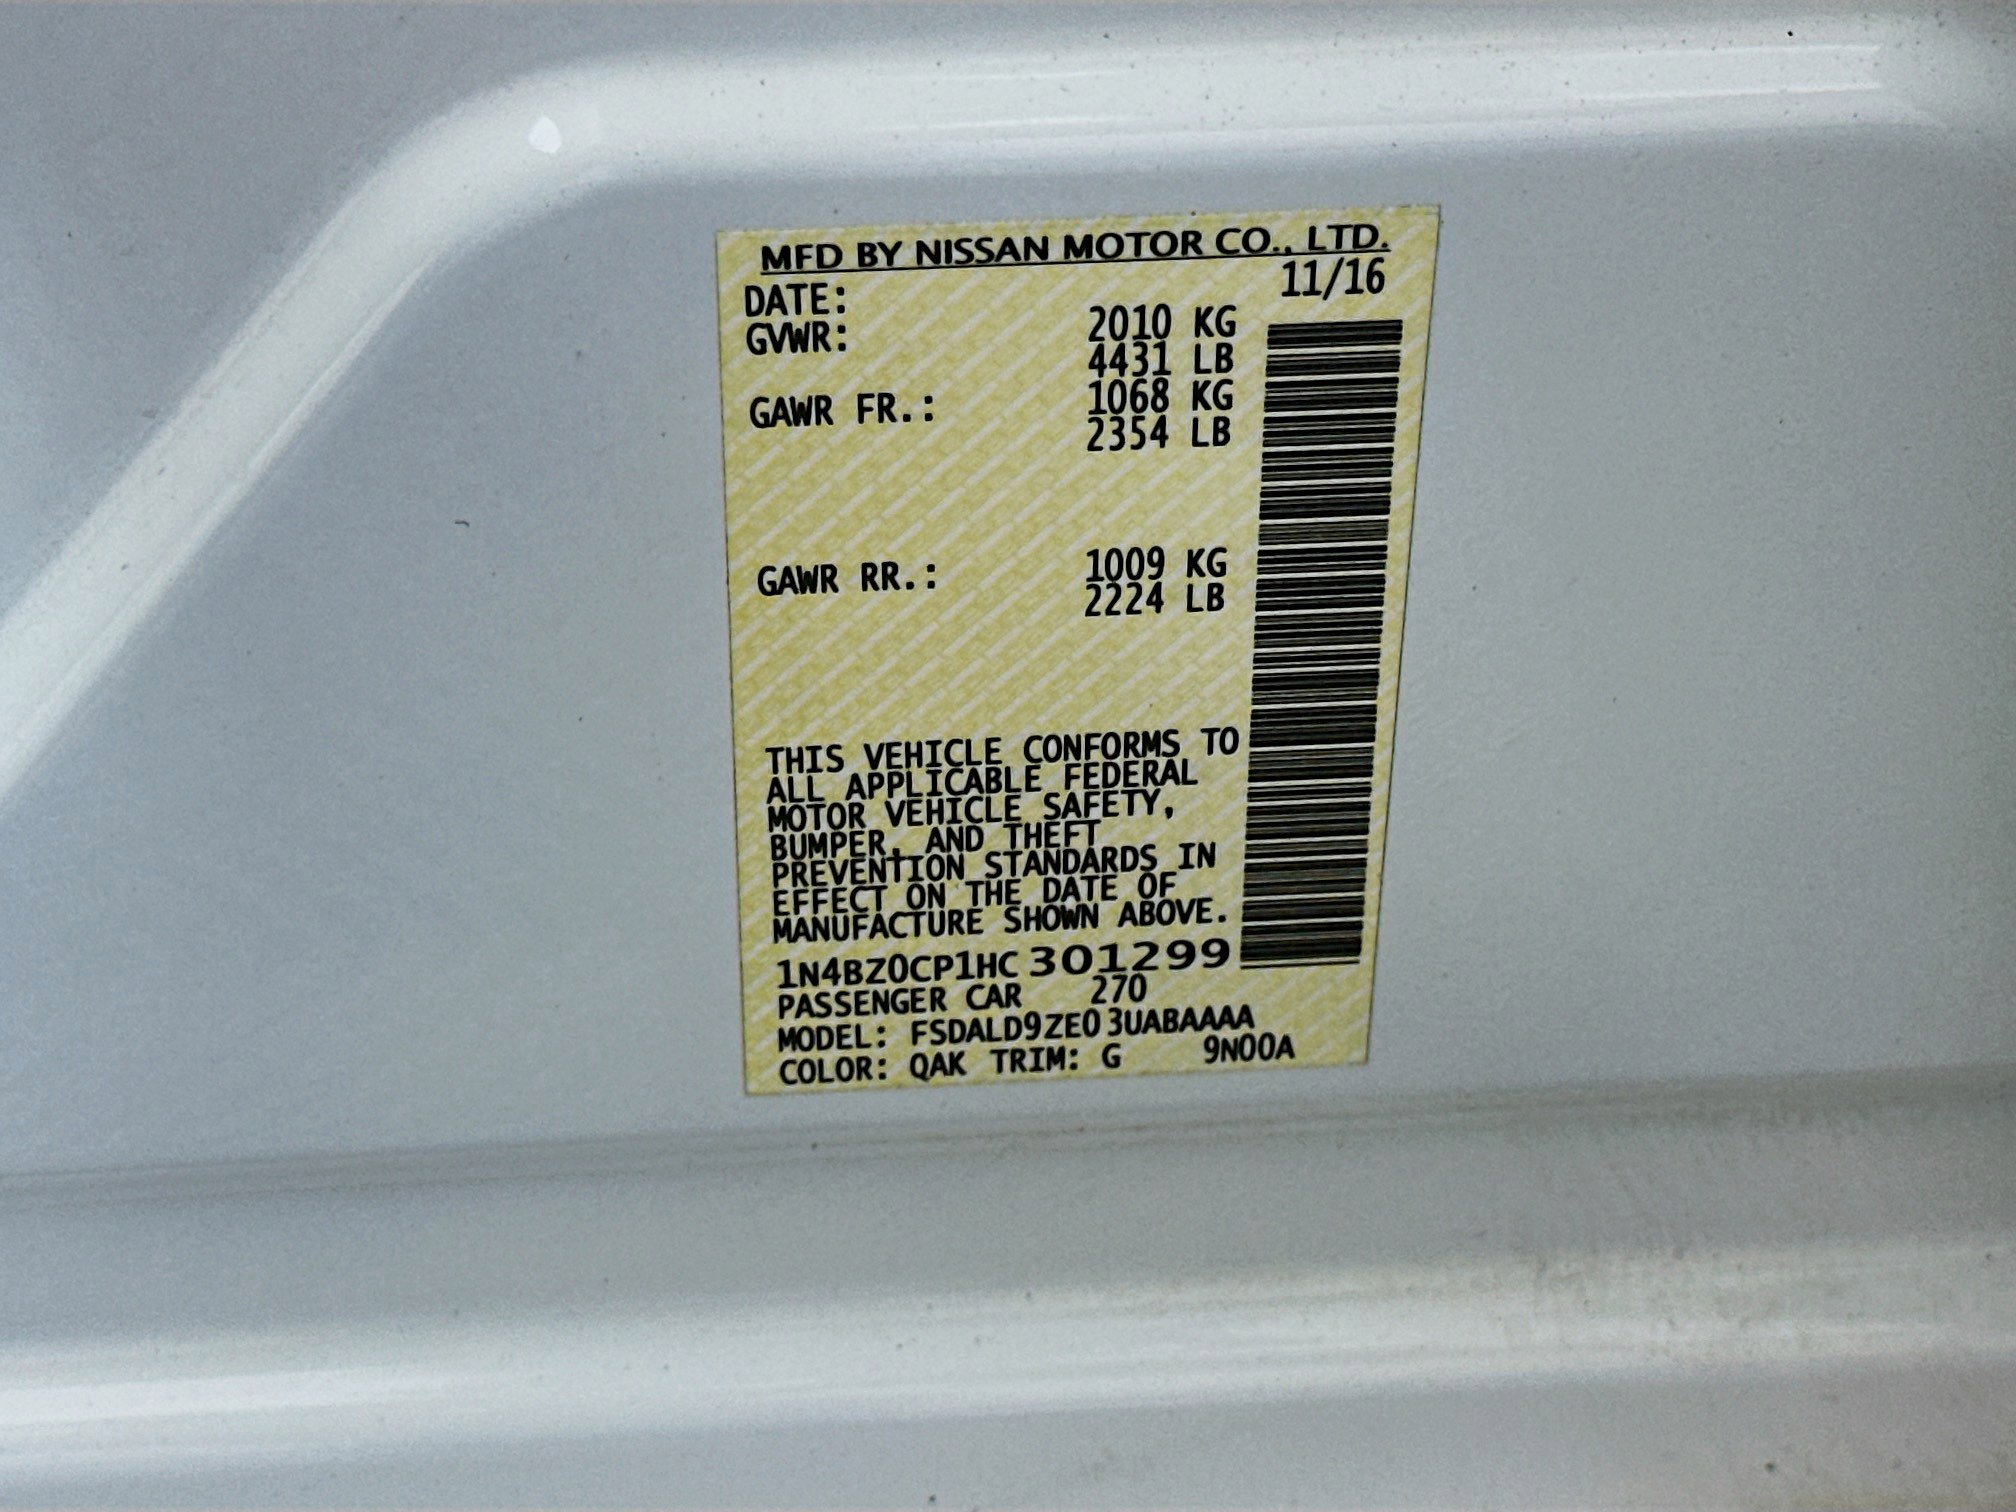 MFD BY NISSAN MOTOR CO., LTD.
DATE: 11/16
GVWR: 2010 KG
4431 LB
GAWR FR.: 1068 KG
2354 LB
GAWR RR.: 1009 KG
2224 LB
THIS VEHICLE CONFORMS TO
ALL APPLICABLE FEDERAL
MOTOR VEHICLE SAFETY,
BUMPER, AND THEFT
PREVENTION STANDARDS IN
EFFECT ON THE DATE OF
MANUFACTURE SHOWN ABOVE.
1N4BZ0CP1HC301299
PASSENGER CAR 270
MODEL: FSDALD9ZE03UABAAAA
COLOR: QAK TRIM: G 9N00A